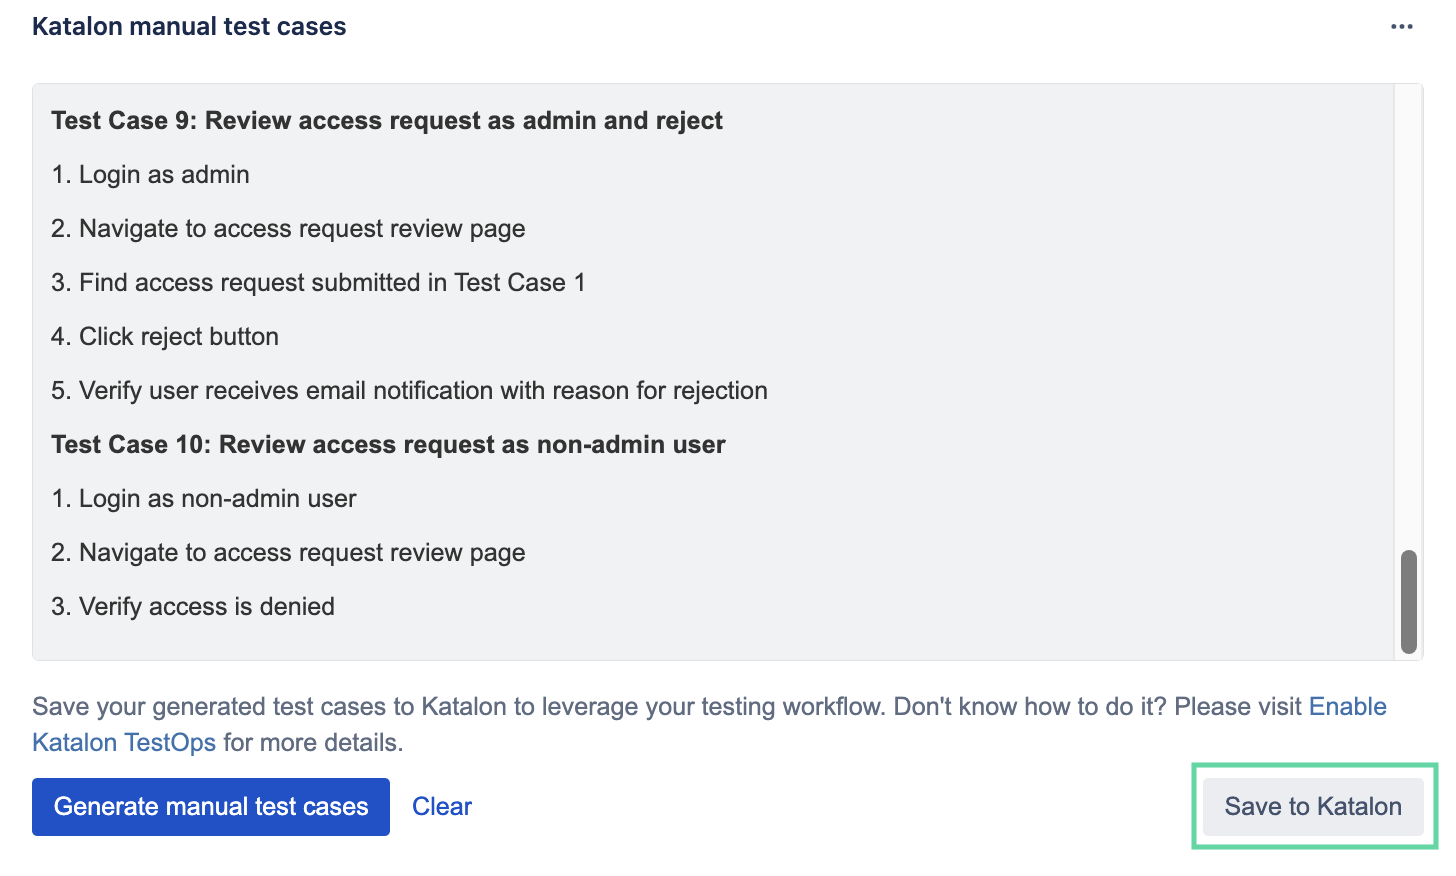 Katalon manual test cases
Test Case 9: Review access request as admin and reject
1. Login as admin
2. Navigate to access request review page
3. Find access request submitted in Test Case 1
4. Click reject button
5. Verify user receives email notification with reason for rejection
Test Case 10: Review access request as non-admin user
1. Login as non-admin user
2. Navigate to access request review page
3. Verify access is denied
Save your generated test cases to Katalon to leverage your testing workflow. Don't know how to do it? Please visit Enable
Katalon TestOps for more details.
Generate manual test cases Clear Save to Katalon